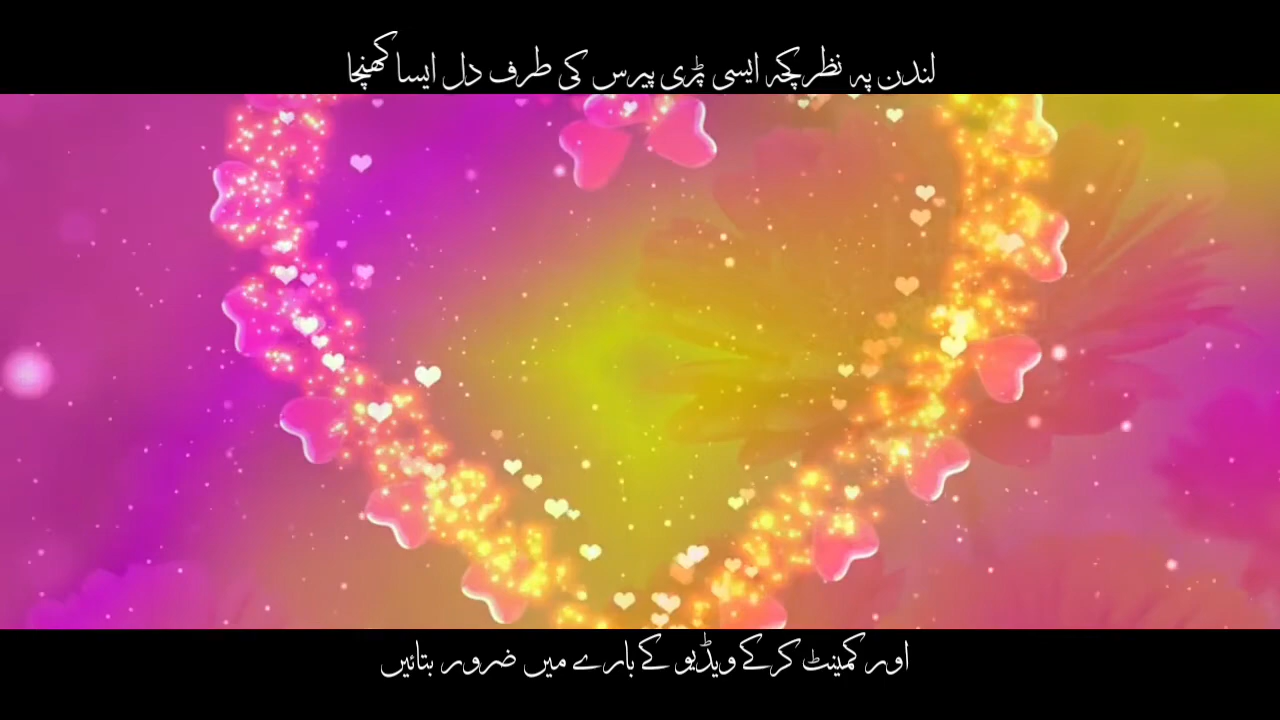 لندن پہ نظر کچھ ایسی پڑی پیرس کی طرف دل ایسا کھنچا
اور کمینٹ کر کے ویڈیو کے بارے میں ضرور بتائیں